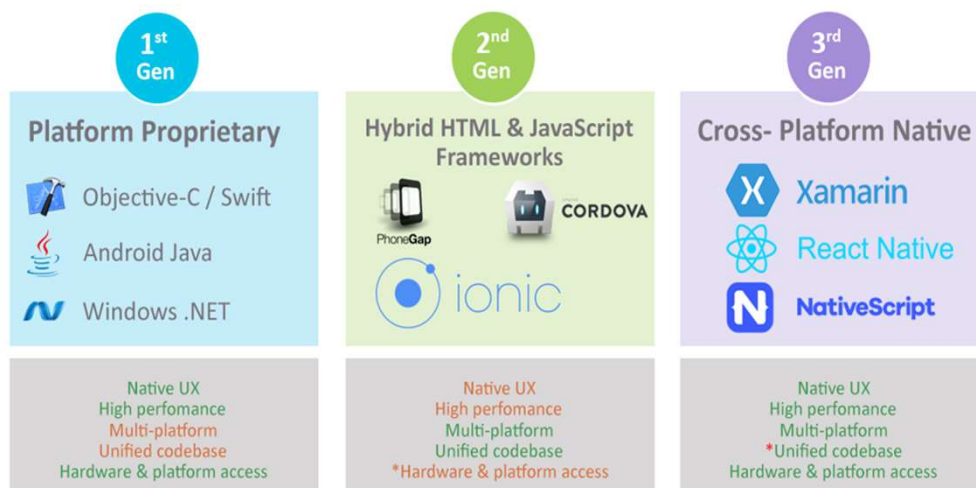 1st
Gen
Platform Proprietary
Objective-C / Swift
Android Java
Windows .NET
Native UX
High perfomance
Multi-platform
Unified codebase
Hardware & platform access
2nd
Gen
Hybrid HTML & JavaScript
Frameworks
PhoneGap
CORDOVA
ionic
Native UX
High perfomance
Multi-platform
Unified codebase
*Hardware & platform access
3rd
Gen
Cross- Platform Native
Xamarin
React Native
N
NativeScript
Native UX
High perfomance
Multi-platform
*Unified codebase
Hardware & platform access